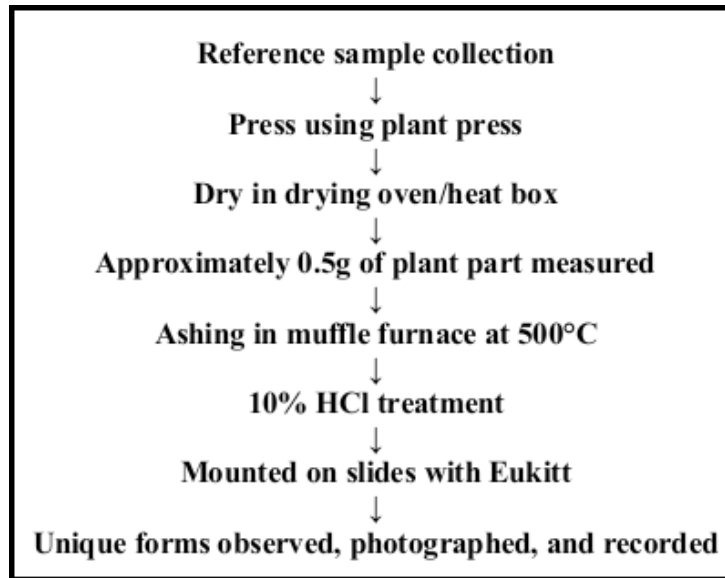 Reference sample collection
↓
Press using plant press
↓
Dry in drying oven/heat box
↓
Approximately 0.5g of plant part measured
↓
Ashing in muffle furnace at 500°C
↓
10% HCl treatment
↓
Mounted on slides with Eukitt
↓
Unique forms observed, photographed, and recorded